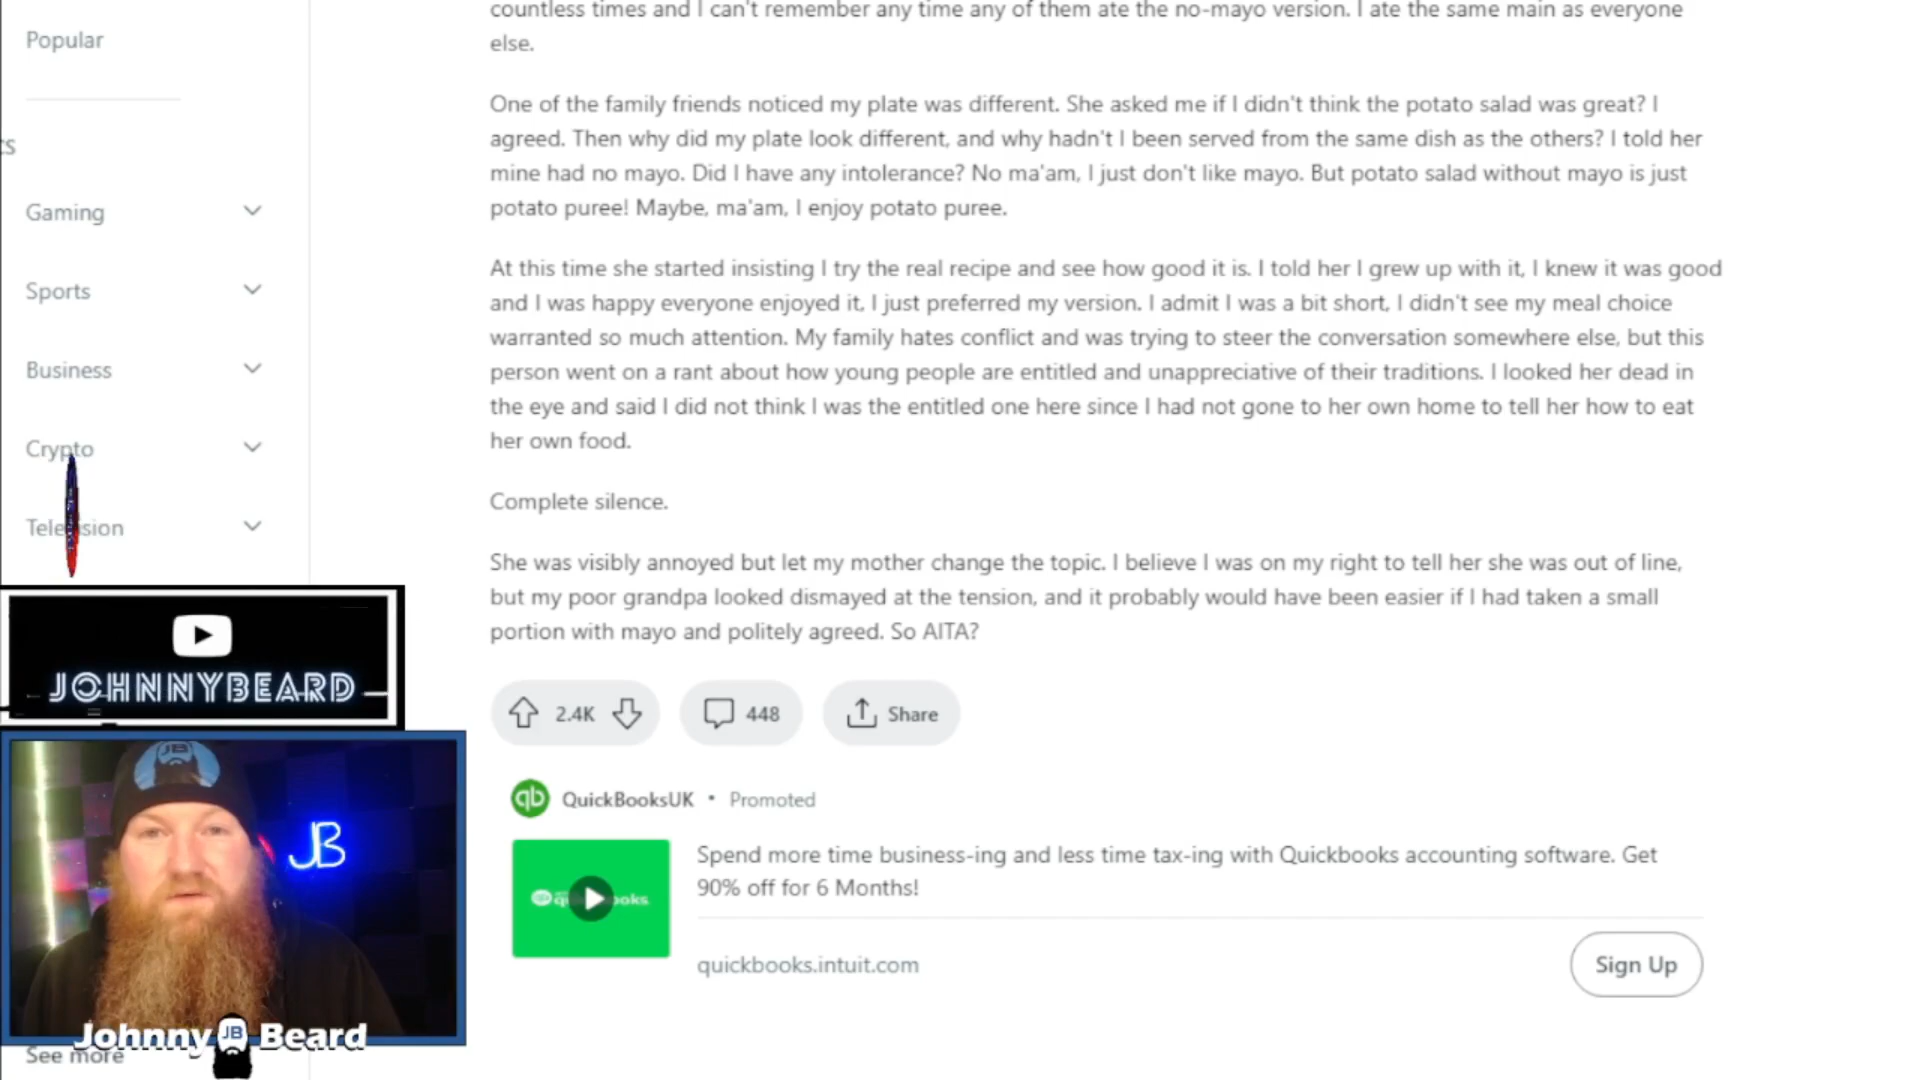 countless times and I can't remember any time any of them ate the no-mayo version. I ate the same main as everyone
else.
One of the family friends noticed my plate was different. She asked me if I didn't think the potato salad was great? I
agreed. Then why did my plate look different, and why hadn't I been served from the same dish as the others? I told her
mine had no mayo. Did I have any intolerance? No ma'am, I just don't like mayo. But potato salad without mayo is just
potato puree! Maybe, ma'am, I enjoy potato puree.
At this time she started insisting I try the real recipe and see how good it is. I told her I grew up with it, I knew it was good
and I was happy everyone enjoyed it, I just preferred my version. I admit I was a bit short, I didn't see my meal choice
warranted so much attention. My family hates conflict and was trying to steer the conversation somewhere else, but this
person went on a rant about how young people are entitled and unappreciative of their traditions. I looked her dead in
the eye and said I did not think I was the entitled one here since I had not gone to her own home to tell her how to eat
her own food.
Complete silence.
She was visibly annoyed but let my mother change the topic. I believe I was on my right to tell her she was out of line,
but my poor grandpa looked dismayed at the tension, and it probably would have been easier if I had taken a small
portion with mayo and politely agreed. So AITA?
2.4K
448
Share
QuickBooksUK • Promoted
Spend more time business-ing and less time tax-ing with Quickbooks accounting software. Get
90% off for 6 Months!
quickbooks.intuit.com
Sign Up
Popular
cs
Gaming
Sports
Business
Crypto
Television
JOHNNYBEARD
JB
JB
Johnny JB Beard
See more